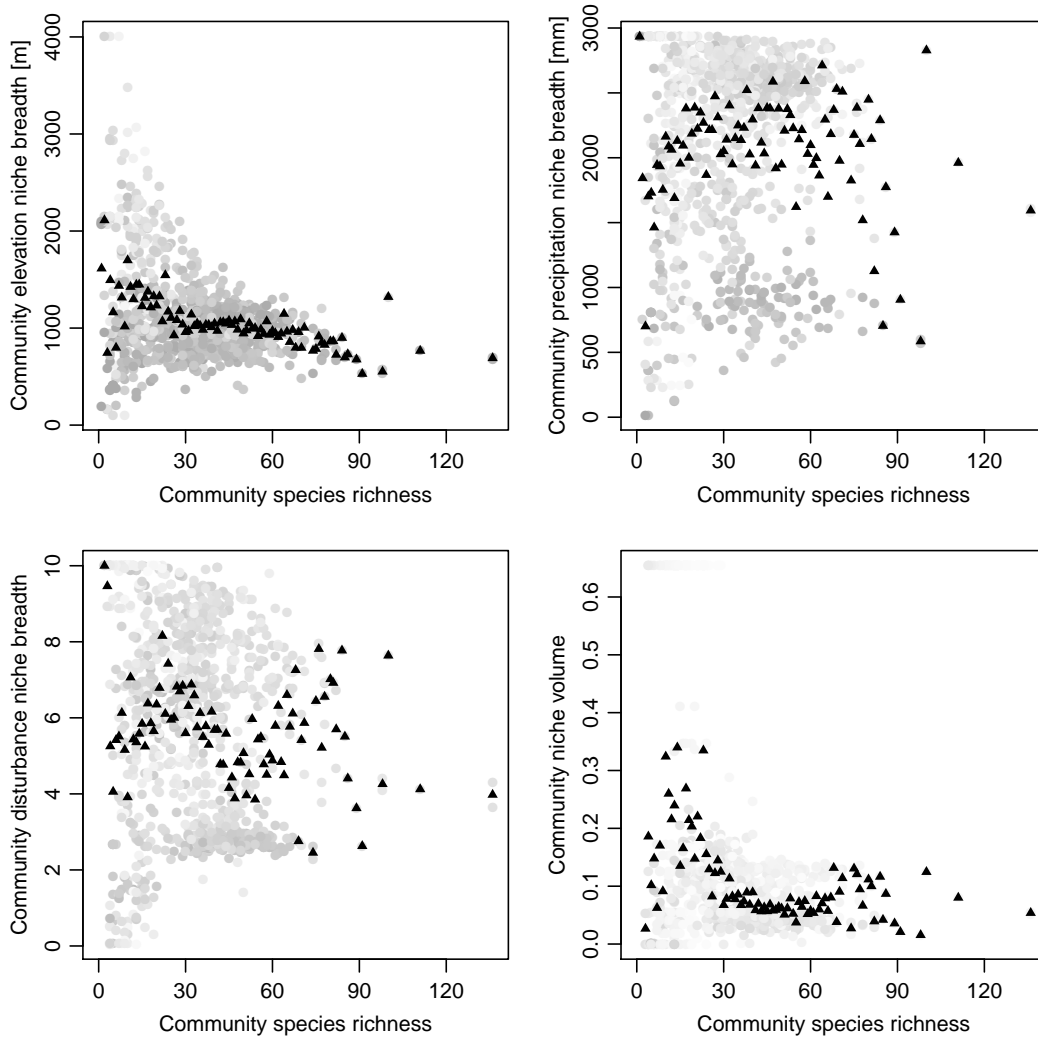 Community elevation niche breadth [m]
4000
3000
2000
1000
0
0 30 60 90 120
Community species richness
Community precipitation niche breadth [mm]
3000
2000
1000
500
0
0 30 60 90 120
Community species richness
Community disturbance niche breadth
10
8
6
4
2
0
0 30 60 90 120
Community species richness
Community niche volume
0.6
0.5
0.4
0.3
0.2
0.1
0.0
0 30 60 90 120
Community species richness